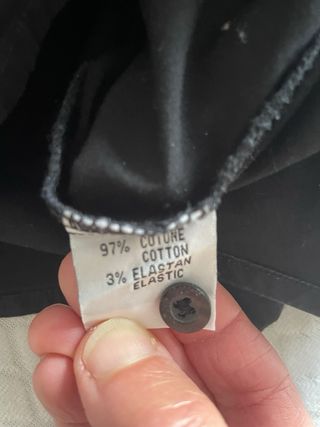 97% COTONE
COTTON
3% ELASTAN
ELASTIC